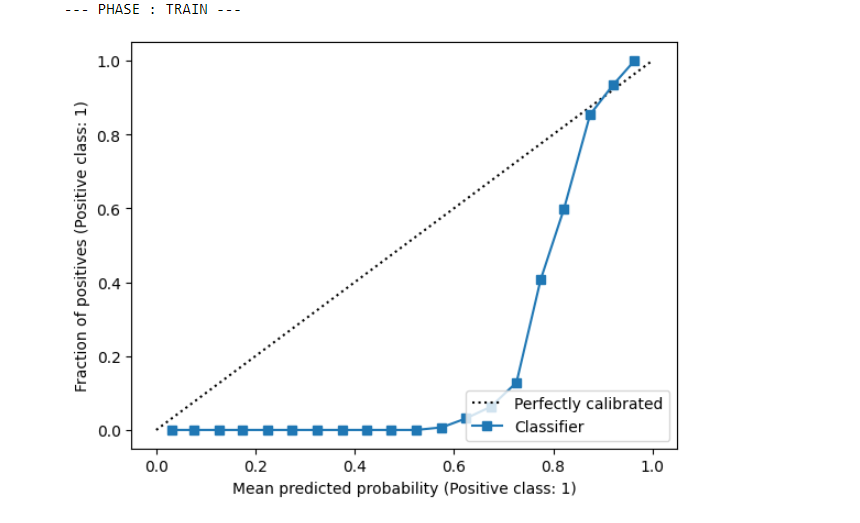 --- PHASE : TRAIN ---
1.0
0.8
0.6
0.4
0.2
0.0
Fraction of positives (Positive class: 1)
Perfectly calibrated
Classifier
0.0 0.2 0.4 0.6 0.8 1.0
Mean predicted probability (Positive class: 1)